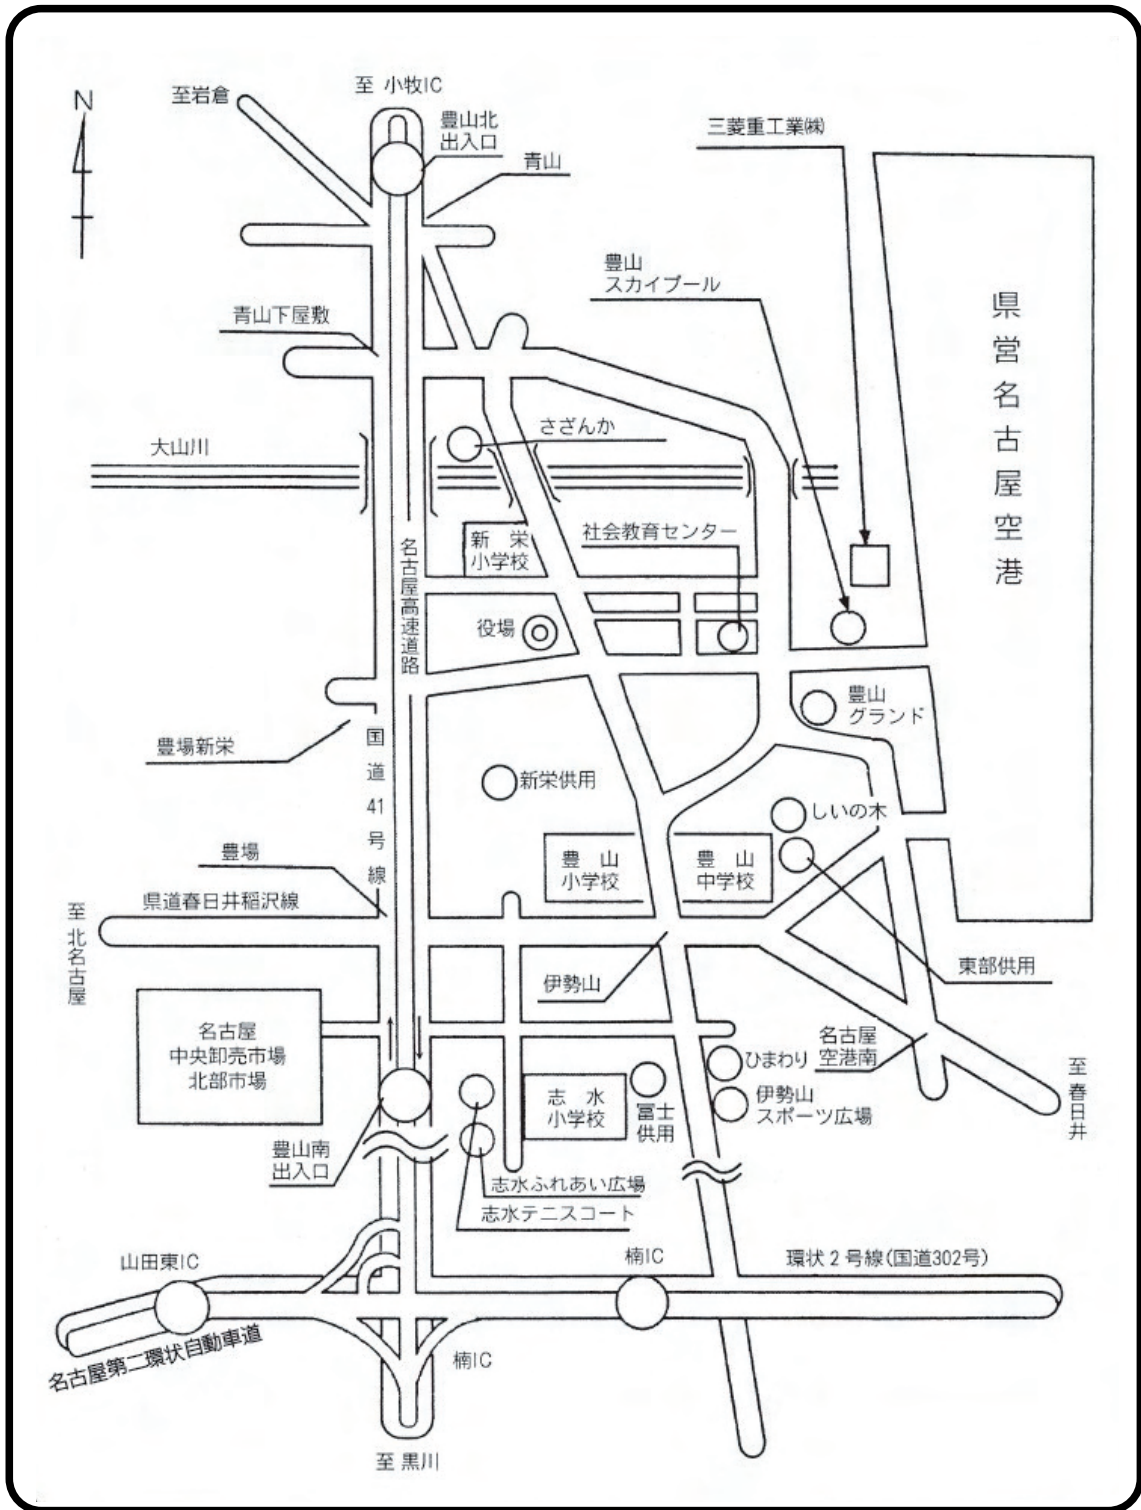 N
至岩倉
至 小牧IC
豊山北
出入口
青山
三菱重工業㈱
豊山
スカイプール
青山下屋敷
県営名古屋空港
大山川
さざんか
新 栄
小学校
社会教育センター
名古屋高速道路
役場
豊山
グランド
豊場新栄
国道41号線
新栄供用
しいの木
豊場
豊 山
小学校
豊 山
中学校
県道春日井稲沢線
至 北名古屋
伊勢山
東部供用
名古屋
中央卸売市場
北部市場
名古屋
空港南
ひまわり
至 春日井
志 水
小学校
冨士
供用
伊勢山
スポーツ広場
豊山南
出入口
志水ふれあい広場
志水テニスコート
山田東IC
楠IC
環状2号線(国道302号)
名古屋第二環状自動車道
楠IC
至 黒川